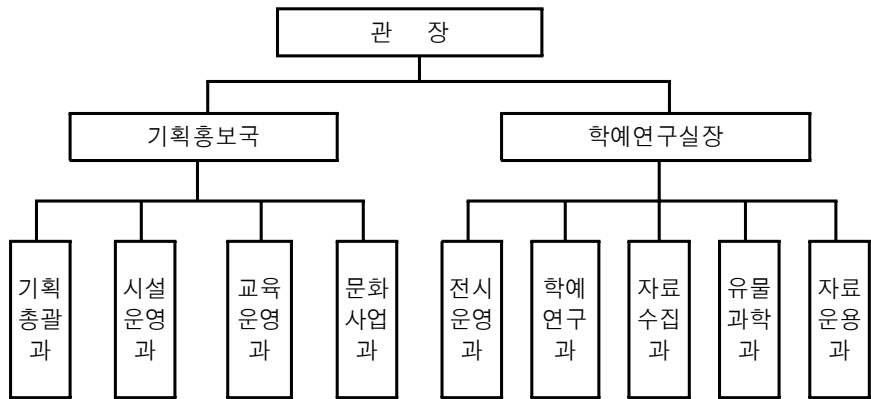 관 장
기획홍보국
학예연구실장
기획
총괄
과
시설
운영
과
교육
운영
과
문화
사업
과
전시
운영
과
학예
연구
과
자료
수집
과
유물
과학
과
자료
운용
과